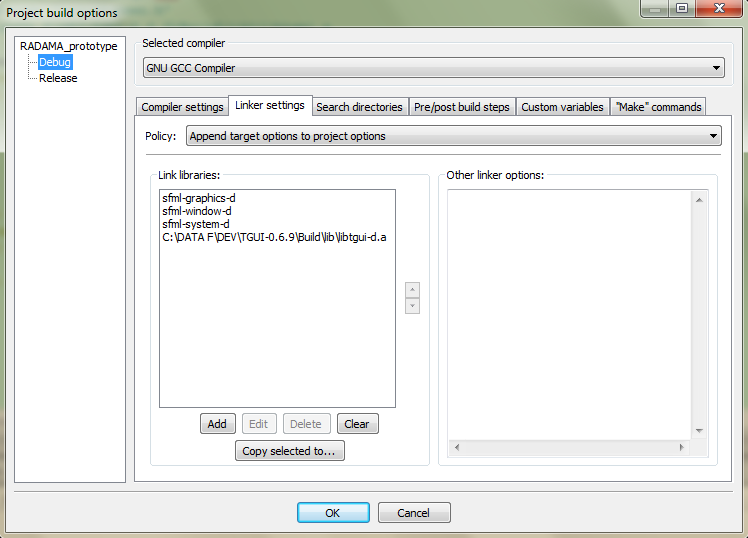 Project build options
RADAMA_prototype
Debug
Release
Selected compiler
GNU GCC Compiler
Compiler settings
Linker settings
Search directories
Pre/post build steps
Custom variables
"Make" commands
Policy:
Append target options to project options
Link libraries:
sfml-graphics-d
sfml-window-d
sfml-system-d
C:\DATA F\DEV\TGUI-0.6.9\Build\lib\libtgui-d.a
Add
Edit
Delete
Clear
Copy selected to...
Other linker options:
OK
Cancel